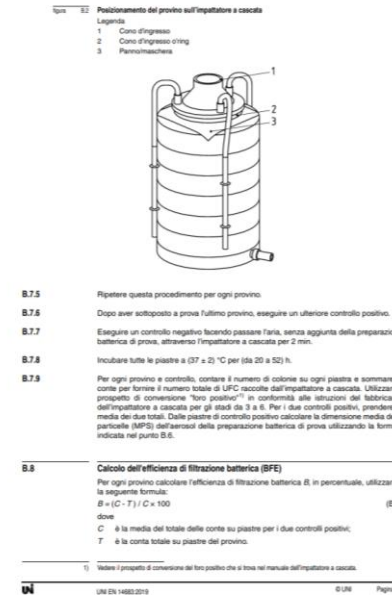 figura B.2 Posizionamento del provino sull'impattatore a cascata
Legenda
1 Cono d'ingresso
2 Cono d'ingresso o'ring
3 Panno/maschera
1
2
3
B.7.5 Ripetere questa procedimento per ogni provino.
B.7.6 Dopo aver sottoposto a prova l'ultimo provino, eseguire un ulteriore controllo positivo.
B.7.7 Eseguire un controllo negativo facendo passare l'aria, senza aggiunta della preparazio
batterica di prova, attraverso l'impattatore a cascata per 2 min.
B.7.8 Incubare tutte le piastre a (37 ± 2) °C per (da 20 a 52) h.
B.7.9 Per ogni provino e controllo, contare il numero di colonie su ogni piastra e sommare
conte per fornire il numero totale di UFC raccolte dall'impattatore a cascata. Utilizzar
prospetto di conversione "foro positivo"1) in conformità alle istruzioni del fabbrica
dell'impattatore a cascata per gli stadi da 3 a 6. Per i due controlli positivi, prendere
media dei due totali. Dalle piastre di controllo positivo calcolare la dimensione media de
particelle (MPS) dell'aerosol della preparazione batterica di prova utilizzando la form
indicata nel punto B.6.
B.8 Calcolo dell'efficienza di filtrazione batterica (BFE)
Per ogni provino calcolare l'efficienza di filtrazione batterica B, in percentuale, utilizzan
la seguente formula:
B = (C - T) / C × 100 (B
dove
C è la media del totale delle conte su piastre per i due controlli positivi;
T è la conta totale su piastre del provino.
1) Vedere il prospetto di conversione del foro positivo che si trova nel manuale dell'impattatore a cascata.
UNI UNI EN 14683:2019 © UNI Pagin